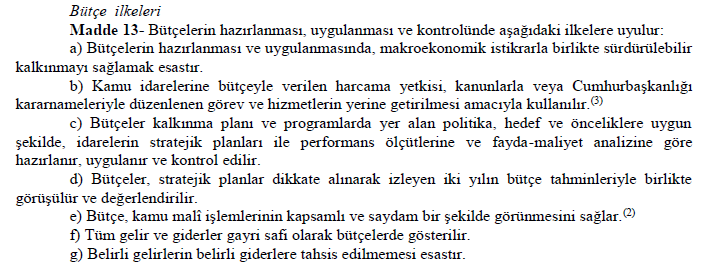 Bütçe ilkeleri
Madde 13- Bütçelerin hazırlanması, uygulanması ve kontrolünde aşağıdaki ilkelere uyulur:
a) Bütçelerin hazırlanması ve uygulanmasında, makroekonomik istikrarla birlikte sürdürülebilir
kalkınmayı sağlamak esastır.
b) Kamu idarelerine bütçeyle verilen harcama yetkisi, kanunlarla veya Cumhurbaşkanlığı
kararnameleriyle düzenlenen görev ve hizmetlerin yerine getirilmesi amacıyla kullanılır.(3)
c) Bütçeler kalkınma planı ve programlarda yer alan politika, hedef ve önceliklere uygun
şekilde, idarelerin stratejik planları ile performans ölçütlerine ve fayda-maliyet analizine göre
hazırlanır, uygulanır ve kontrol edilir.
d) Bütçeler, stratejik planlar dikkate alınarak izleyen iki yılın bütçe tahminleriyle birlikte
görüşülür ve değerlendirilir.
e) Bütçe, kamu malî işlemlerinin kapsamlı ve saydam bir şekilde görünmesini sağlar.(2)
f) Tüm gelir ve giderler gayri safi olarak bütçelerde gösterilir.
g) Belirli gelirlerin belirli giderlere tahsis edilmemesi esastır.